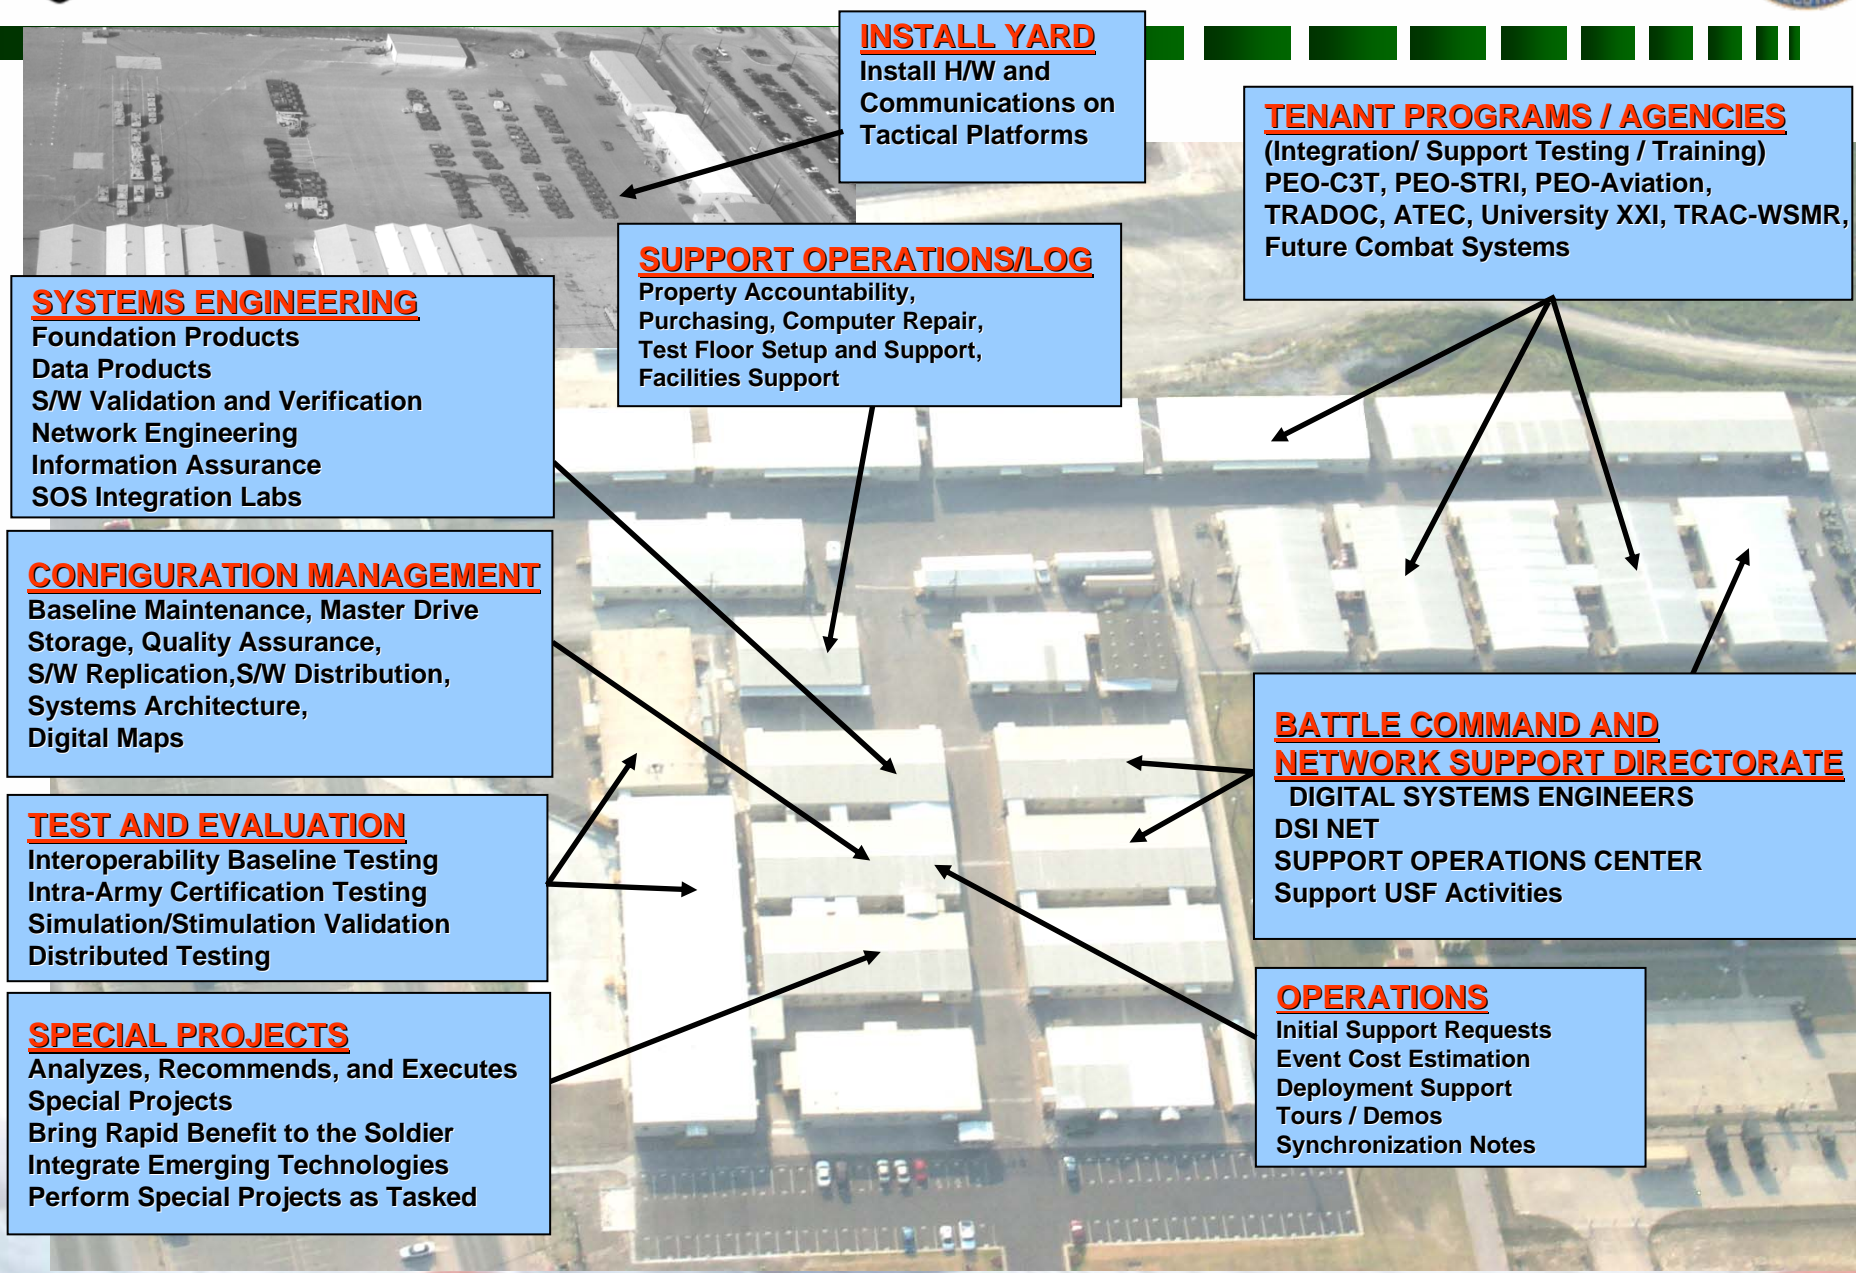 INSTALL YARD
Install H/W and
Communications on
Tactical Platforms
TENANT PROGRAMS / AGENCIES
(Integration/ Support Testing / Training)
PEO-C3T, PEO-STRI, PEO-Aviation,
TRADOC, ATEC, University XXI, TRAC-WSMR,
Future Combat Systems
SUPPORT OPERATIONS/LOG
Property Accountability,
Purchasing, Computer Repair,
Test Floor Setup and Support,
Facilities Support
SYSTEMS ENGINEERING
Foundation Products
Data Products
S/W Validation and Verification
Network Engineering
Information Assurance
SOS Integration Labs
CONFIGURATION MANAGEMENT
Baseline Maintenance, Master Drive
Storage, Quality Assurance,
S/W Replication,S/W Distribution,
Systems Architecture,
Digital Maps
BATTLE COMMAND AND
NETWORK SUPPORT DIRECTORATE
DIGITAL SYSTEMS ENGINEERS
DSI NET
SUPPORT OPERATIONS CENTER
Support USF Activities
TEST AND EVALUATION
Interoperability Baseline Testing
Intra-Army Certification Testing
Simulation/Stimulation Validation
Distributed Testing
OPERATIONS
Initial Support Requests
Event Cost Estimation
Deployment Support
Tours / Demos
Synchronization Notes
SPECIAL PROJECTS
Analyzes, Recommends, and Executes
Special Projects
Bring Rapid Benefit to the Soldier
Integrate Emerging Technologies
Perform Special Projects as Tasked